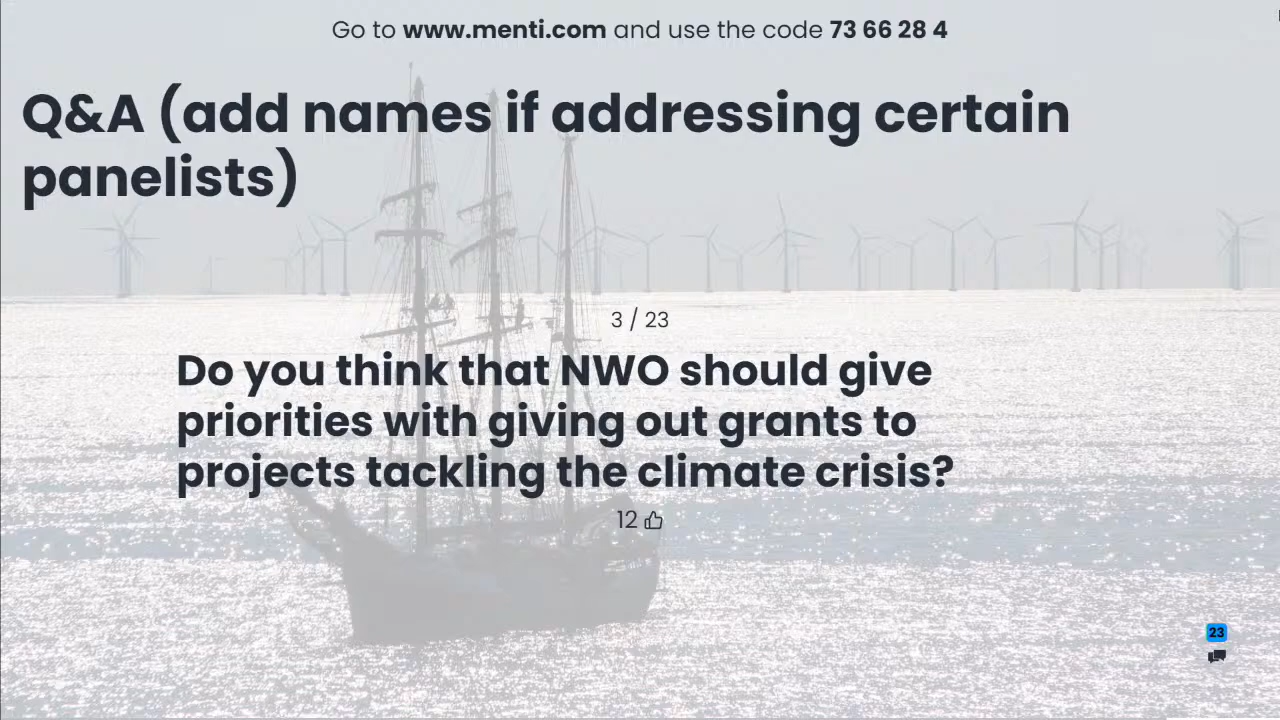 Go to www.menti.com and use the code 73 66 28 4
Q&A (add names if addressing certain
panelists)
3 / 23
Do you think that NWO should give
priorities with giving out grants to
projects tackling the climate crisis?
12
23